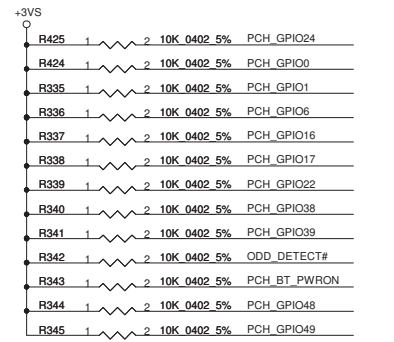 +3VS
R425 1 2 10K_0402_5% PCH_GPIO24
R424 1 2 10K_0402_5% PCH_GPIO0
R335 1 2 10K_0402_5% PCH_GPIO1
R336 1 2 10K_0402_5% PCH_GPIO6
R337 1 2 10K_0402_5% PCH_GPIO16
R338 1 2 10K_0402_5% PCH_GPIO17
R339 1 2 10K_0402_5% PCH_GPIO22
R340 1 2 10K_0402_5% PCH_GPIO38
R341 1 2 10K_0402_5% PCH_GPIO39
R342 1 2 10K_0402_5% ODD_DETECT#
R343 1 2 10K_0402_5% PCH_BT_PWRON
R344 1 2 10K_0402_5% PCH_GPIO48
R345 1 2 10K_0402_5% PCH_GPIO49